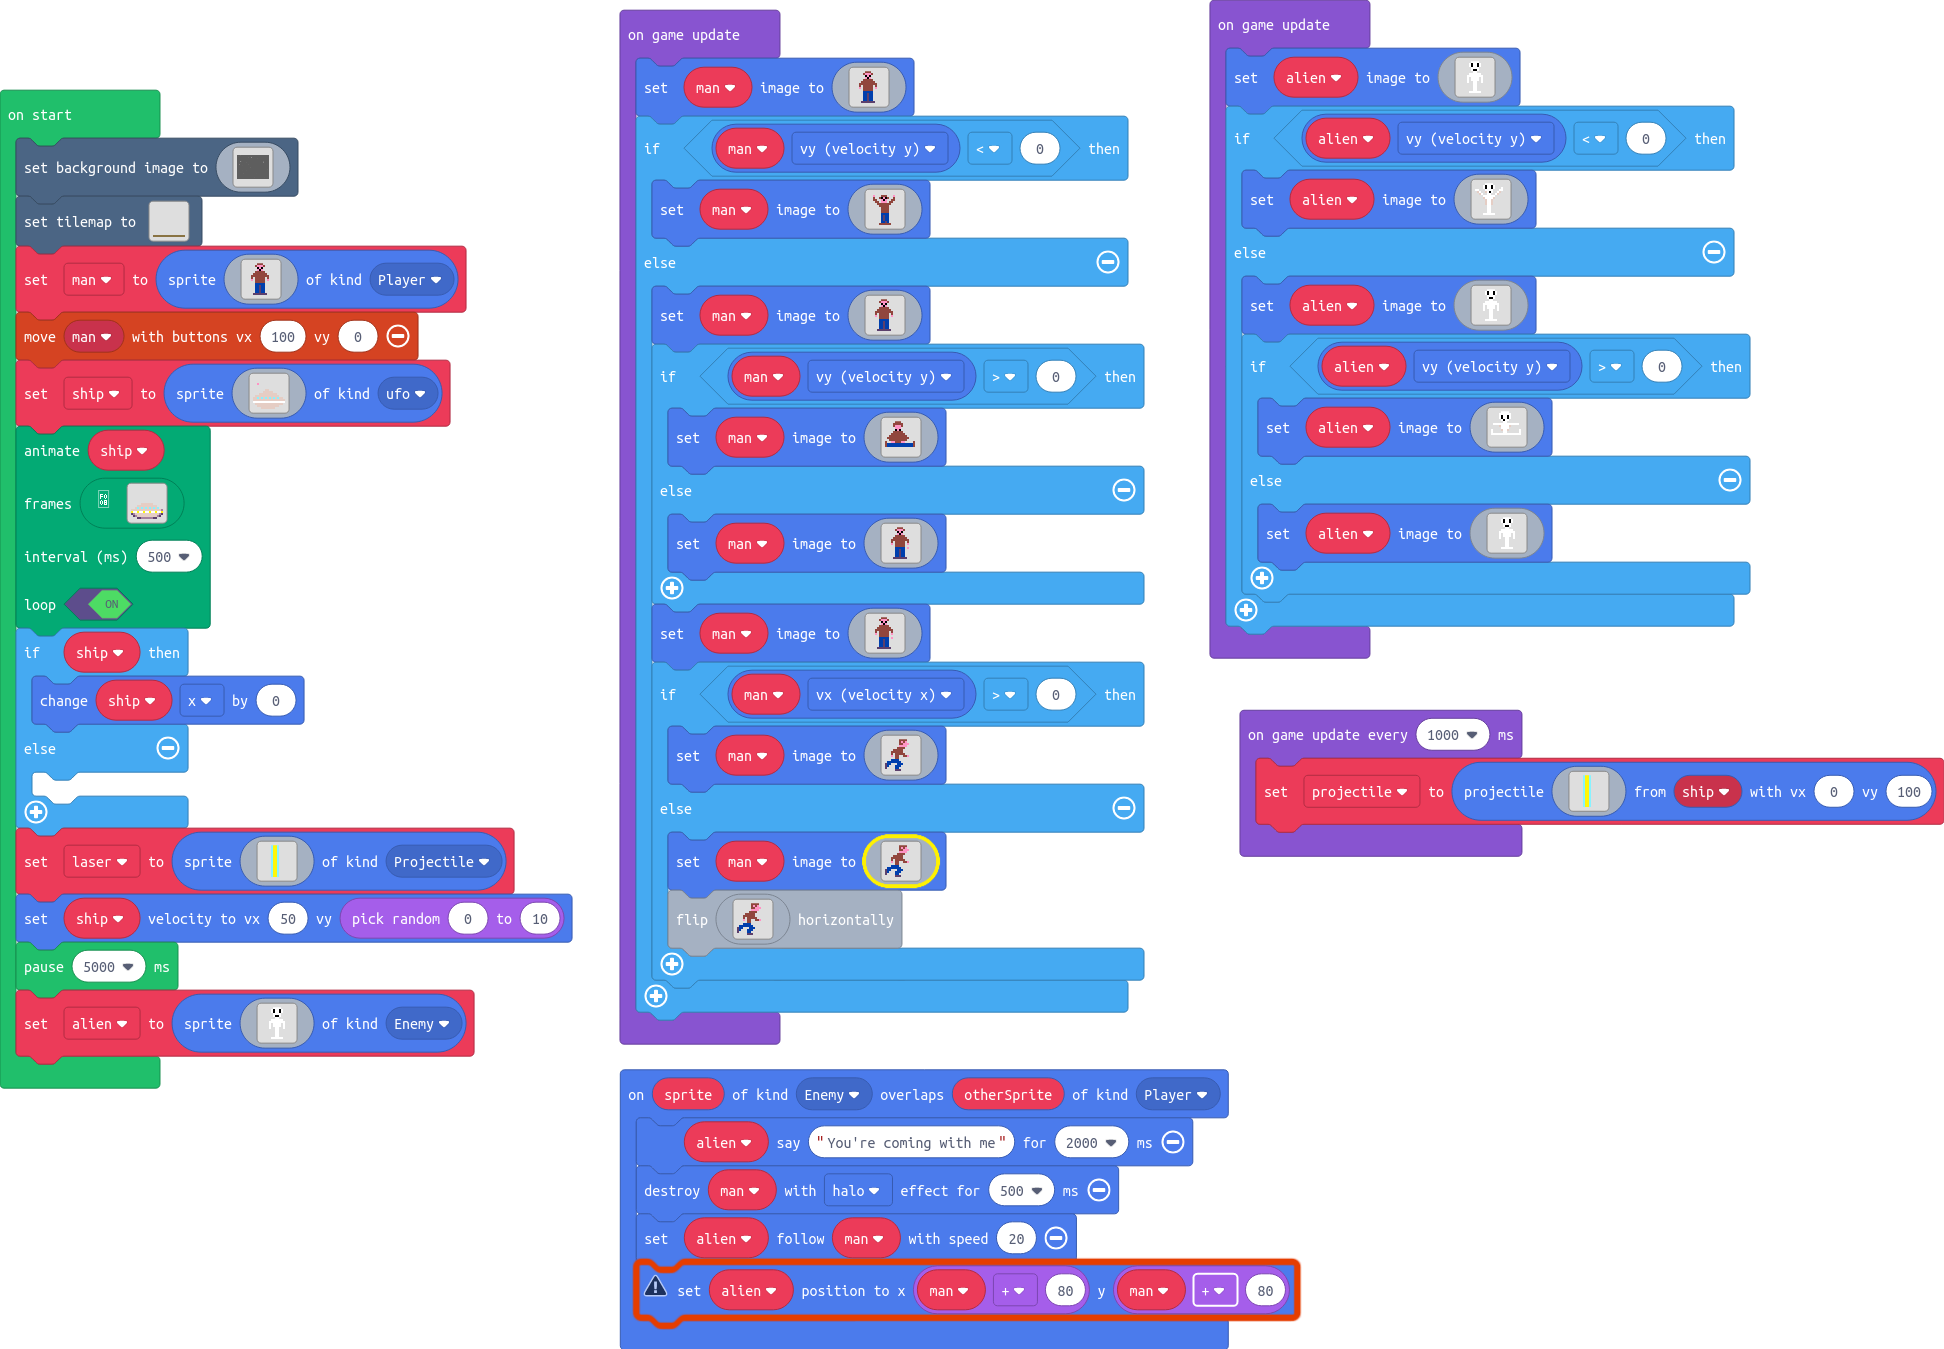 on start
set background image to
set tilemap to
set man to sprite of kind Player
move man with buttons vx 100 vy 0
set ship to sprite of kind ufo
animate ship
frames
interval (ms) 500
loop ON
if ship then
change ship x by 0
else
set laser to sprite of kind Projectile
set ship velocity to vx 50 vy pick random 0 to 10
pause 5000 ms
set alien to sprite of kind Enemy
on game update
set man image to
if man vy (velocity y) < 0 then
set man image to
else
set man image to
if man vy (velocity y) > 0 then
set man image to
else
set man image to
set man image to
if man vx (velocity x) > 0 then
set man image to
else
set man image to
flip horizontally
on sprite of kind Enemy overlaps otherSprite of kind Player
alien say "You're coming with me" for 2000 ms
destroy man with halo effect for 500 ms
set alien follow man with speed 20
set alien position to x man + 80 y man + 80
on game update
set alien image to
if alien vy (velocity y) < 0 then
set alien image to
else
set alien image to
if alien vy (velocity y) > 0 then
set alien image to
else
set alien image to
on game update every 1000 ms
set projectile to projectile from ship with vx 0 vy 100